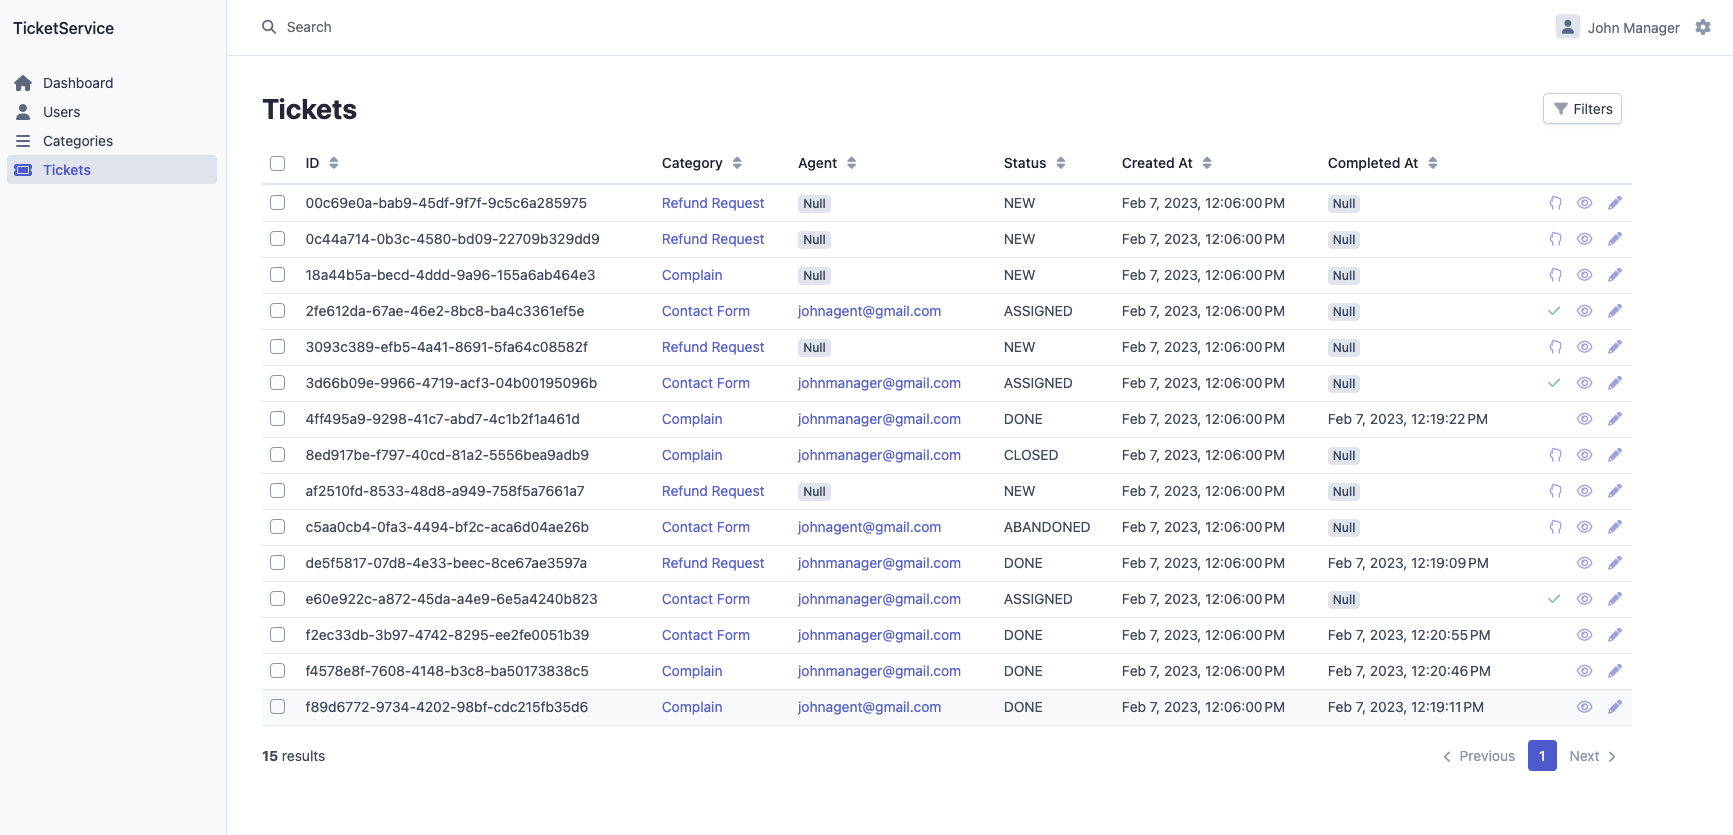 TicketService
Search
John Manager
Dashboard
Users
Categories
Tickets
Tickets
Filters
ID Category Agent Status Created At Completed At
00c69e0a-bab9-45df-9f7f-9c5c6a285975 Refund Request Null NEW Feb 7, 2023, 12:06:00 PM Null
0c44a714-0b3c-4580-bd09-22709b329dd9 Refund Request Null NEW Feb 7, 2023, 12:06:00 PM Null
18a44b5a-becd-4ddd-9a96-155a6ab464e3 Complain Null NEW Feb 7, 2023, 12:06:00 PM Null
2fe612da-67ae-46e2-8bc8-ba4c3361ef5e Contact Form johnagent@gmail.com ASSIGNED Feb 7, 2023, 12:06:00 PM Null
3093c389-efb5-4a41-8691-5fa64c08582f Refund Request Null NEW Feb 7, 2023, 12:06:00 PM Null
3d66b09e-9966-4719-acf3-04b00195096b Contact Form johnmanager@gmail.com ASSIGNED Feb 7, 2023, 12:06:00 PM Null
4ff495a9-9298-41c7-abd7-4c1b2f1a461d Complain johnmanager@gmail.com DONE Feb 7, 2023, 12:06:00 PM Feb 7, 2023, 12:19:22 PM
8ed917be-f797-40cd-81a2-5556bea9adb9 Complain johnmanager@gmail.com CLOSED Feb 7, 2023, 12:06:00 PM Null
af2510fd-8533-48d8-a949-758f5a7661a7 Refund Request Null NEW Feb 7, 2023, 12:06:00 PM Null
c5aa0cb4-0fa3-4494-bf2c-aca6d04ae26b Contact Form johnagent@gmail.com ABANDONED Feb 7, 2023, 12:06:00 PM Null
de5f5817-07d8-4e33-beec-8ce67ae3597a Refund Request johnmanager@gmail.com DONE Feb 7, 2023, 12:06:00 PM Feb 7, 2023, 12:19:09 PM
e60e922c-a872-45da-a4e9-6e5a4240b823 Contact Form johnmanager@gmail.com ASSIGNED Feb 7, 2023, 12:06:00 PM Null
f2ec33db-3b97-4742-8295-ee2fe0051b39 Contact Form johnmanager@gmail.com DONE Feb 7, 2023, 12:06:00 PM Feb 7, 2023, 12:20:55 PM
f4578e8f-7608-4148-b3c8-ba50173838c5 Complain johnmanager@gmail.com DONE Feb 7, 2023, 12:06:00 PM Feb 7, 2023, 12:20:46 PM
f89d6772-9734-4202-98bf-cdc215fb35d6 Complain johnagent@gmail.com DONE Feb 7, 2023, 12:06:00 PM Feb 7, 2023, 12:19:11 PM
15 results
Previous 1 Next